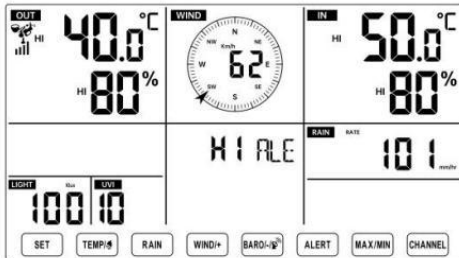 OUT HI 40.0°C
HI 80%
WIND
N
NW NE
Km/h
W 62 E
SW SE
S
IN HI 50.0°C
HI 80%
HI ALE
RAIN RATE
101 mm/hr
LIGHT Klux
100
UVI
10
SET TEMP/ RAIN WIND/+ BARO/-/ ALERT MAX/MIN CHANNEL